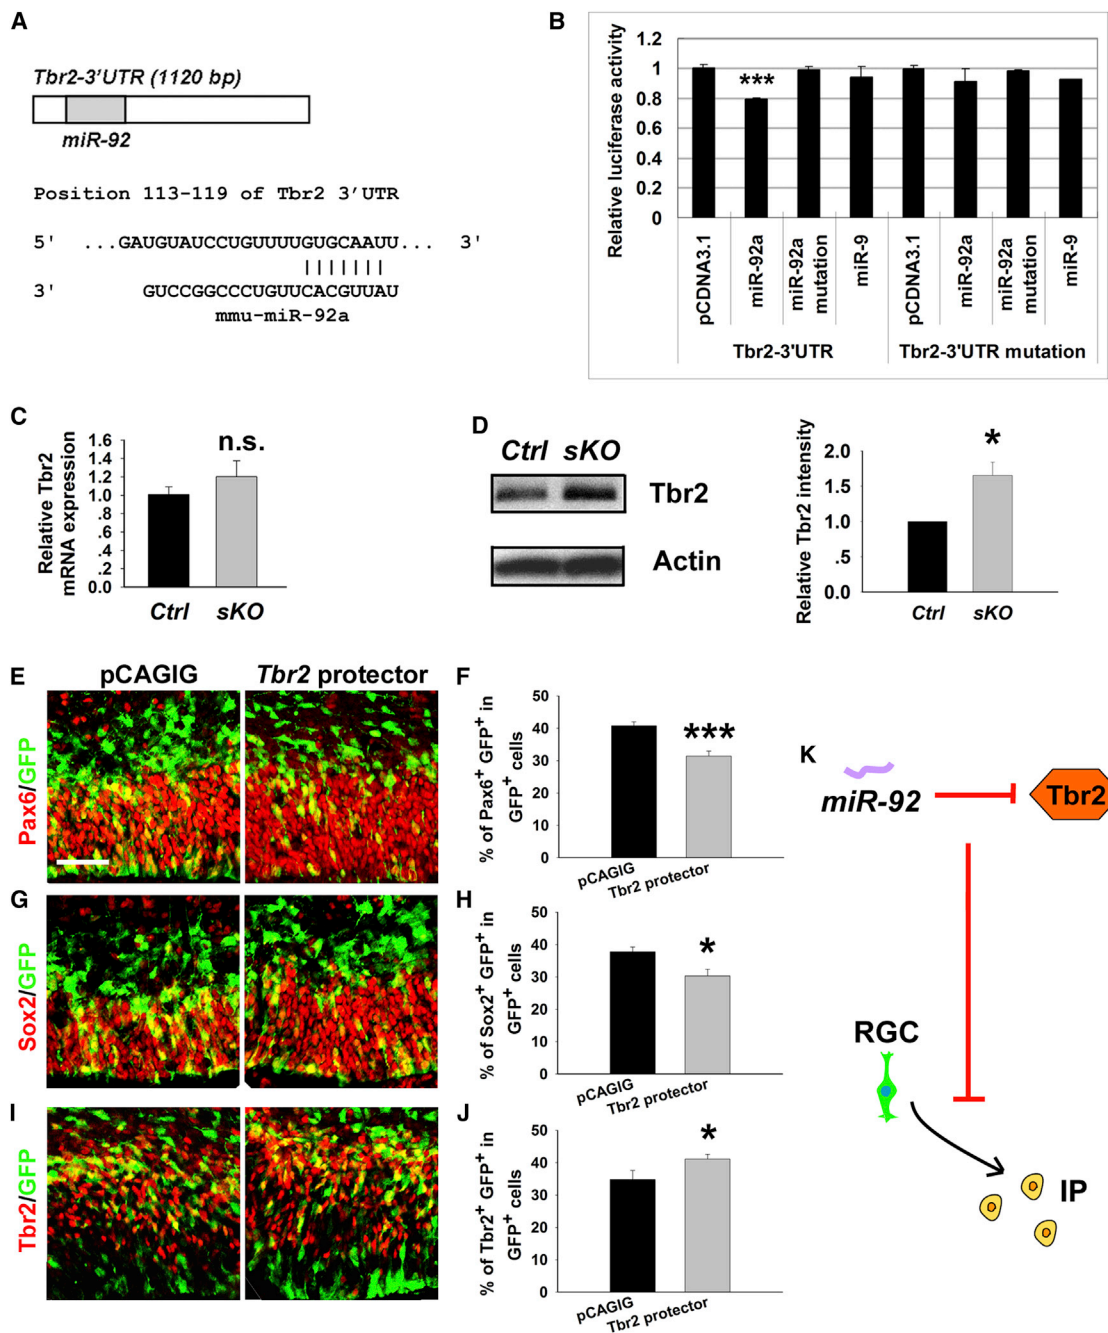 A
Tbr2-3'UTR (1120 bp)
miR-92
Position 113-119 of Tbr2 3'UTR
5' ...GAUGUAUCCUGUUUUGUGCAAUU... 3'
3' GUCCGGCCCUGUUCACGUUAU
mmu-miR-92a
B
Relative luciferase activity
1.2
1
0.8
0.6
0.4
0.2
0
***
pCDNA3.1
miR-92a
miR-92a mutation
miR-9
pCDNA3.1
miR-92a
miR-92a mutation
miR-9
Tbr2-3'UTR
Tbr2-3'UTR mutation
C
Relative Tbr2
mRNA expression
1.6
1.4
1.2
1.0
.8
.6
.4
.2
0.0
n.s.
Ctrl sKO
D
Ctrl sKO
Tbr2
Actin
Relative Tbr2 intensity
2.0
1.5
1.0
.5
0.0
*
Ctrl sKO
E
pCAGIG Tbr2 protector
Pax6/GFP
F
% of Pax6+ GFP+ in
GFP+ cells
50
40
30
20
10
0
***
pCAGIG
Tbr2 protector
G
Sox2/GFP
H
% of Sox2+ GFP+ in
GFP+ cells
50
40
30
20
10
0
*
pCAGIG
Tbr2 protector
I
Tbr2/GFP
J
% of Tbr2+ GFP+ in
GFP+ cells
50
40
30
20
10
0
*
pCAGIG
Tbr2 protector
K
miR-92
Tbr2
RGC
IP